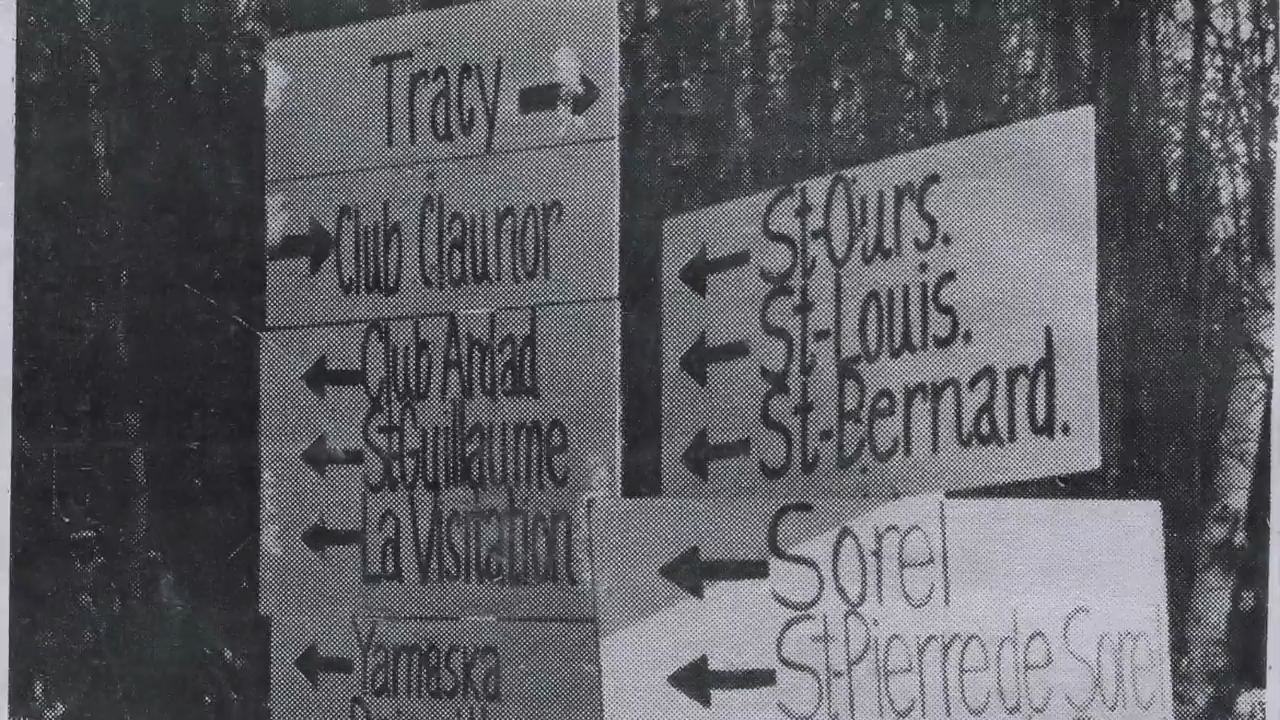 Tracy
Club Claunor
Club Ardad
St Guillaume
La Visitation
Yamaska
St-Ours.
St-Louis.
St-Bernard.
Sorel
St-Pierre de Sorel